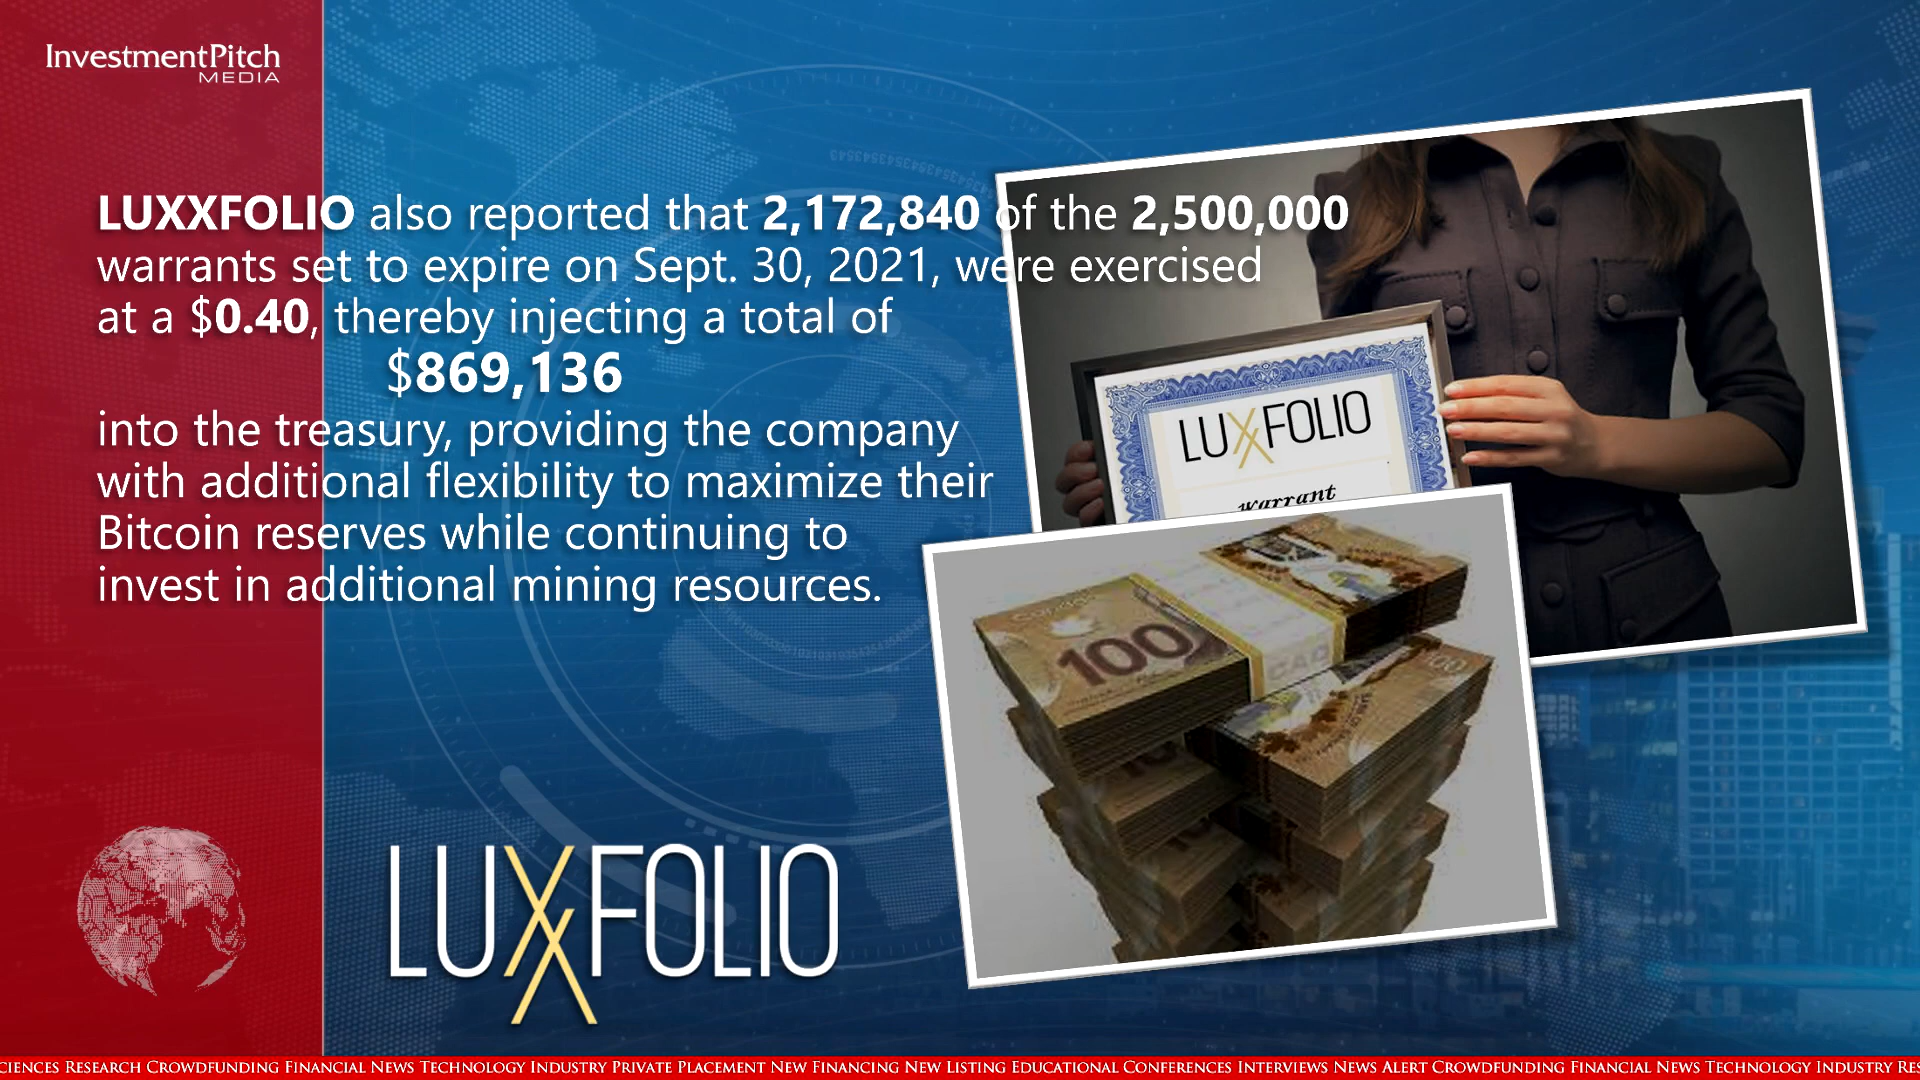 InvestmentPitch
MEDIA
LUXXFOLIO also reported that 2,172,840 of the 2,500,000
warrants set to expire on Sept. 30, 2021, were exercised
at a $0.40, thereby injecting a total of
$869,136
into the treasury, providing the company
with additional flexibility to maximize their
Bitcoin reserves while continuing to
invest in additional mining resources.
LUXXFOLIO
warrant
100
CAD
100
LUXXFOLIO
CIENCES RESEARCH CROWDFUNDING FINANCIAL NEWS TECHNOLOGY INDUSTRY PRIVATE PLACEMENT NEW FINANCING NEW LISTING EDUCATIONAL CONFERENCES INTERVIEWS NEWS ALERT CROWDFUNDING FINANCIAL NEWS TECHNOLOGY INDUSTRY RES